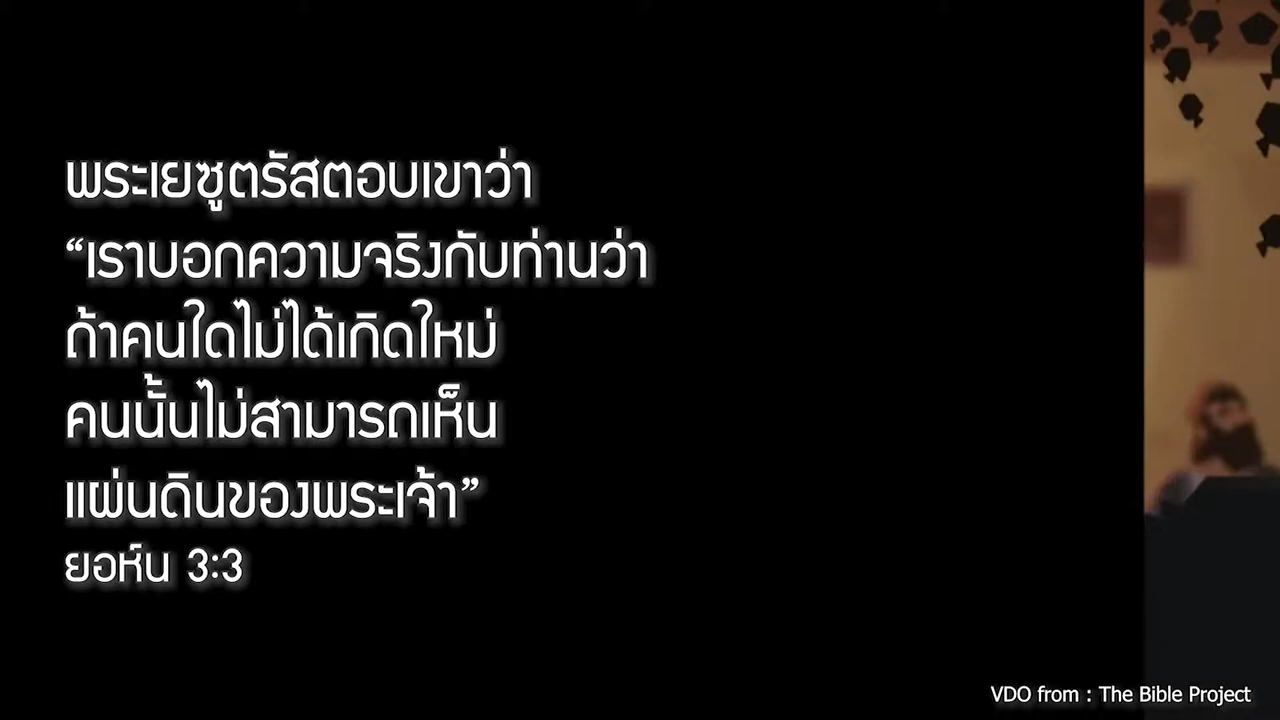 พระเยซูตรัสตอบเขาว่า
“เราบอกความจริงกับท่านว่า
ถ้าคนใดไม่ได้เกิดใหม่
คนนั้นไม่สามารถเห็น
แผ่นดินของพระเจ้า”
ยอห์น 3:3
VDO from : The Bible Project